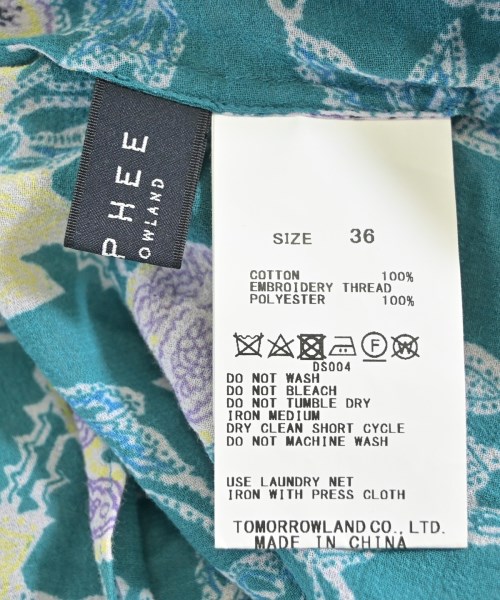 PHEE
OWLAND
SIZE 36
COTTON 100%
EMBROIDERY THREAD
POLYESTER 100%
F
W
DS004
DO NOT WASH
DO NOT BLEACH
DO NOT TUMBLE DRY
IRON MEDIUM
DRY CLEAN SHORT CYCLE
DO NOT MACHINE WASH
USE LAUNDRY NET
IRON WITH PRESS CLOTH
TOMORROWLAND CO., LTD.
MADE IN CHINA